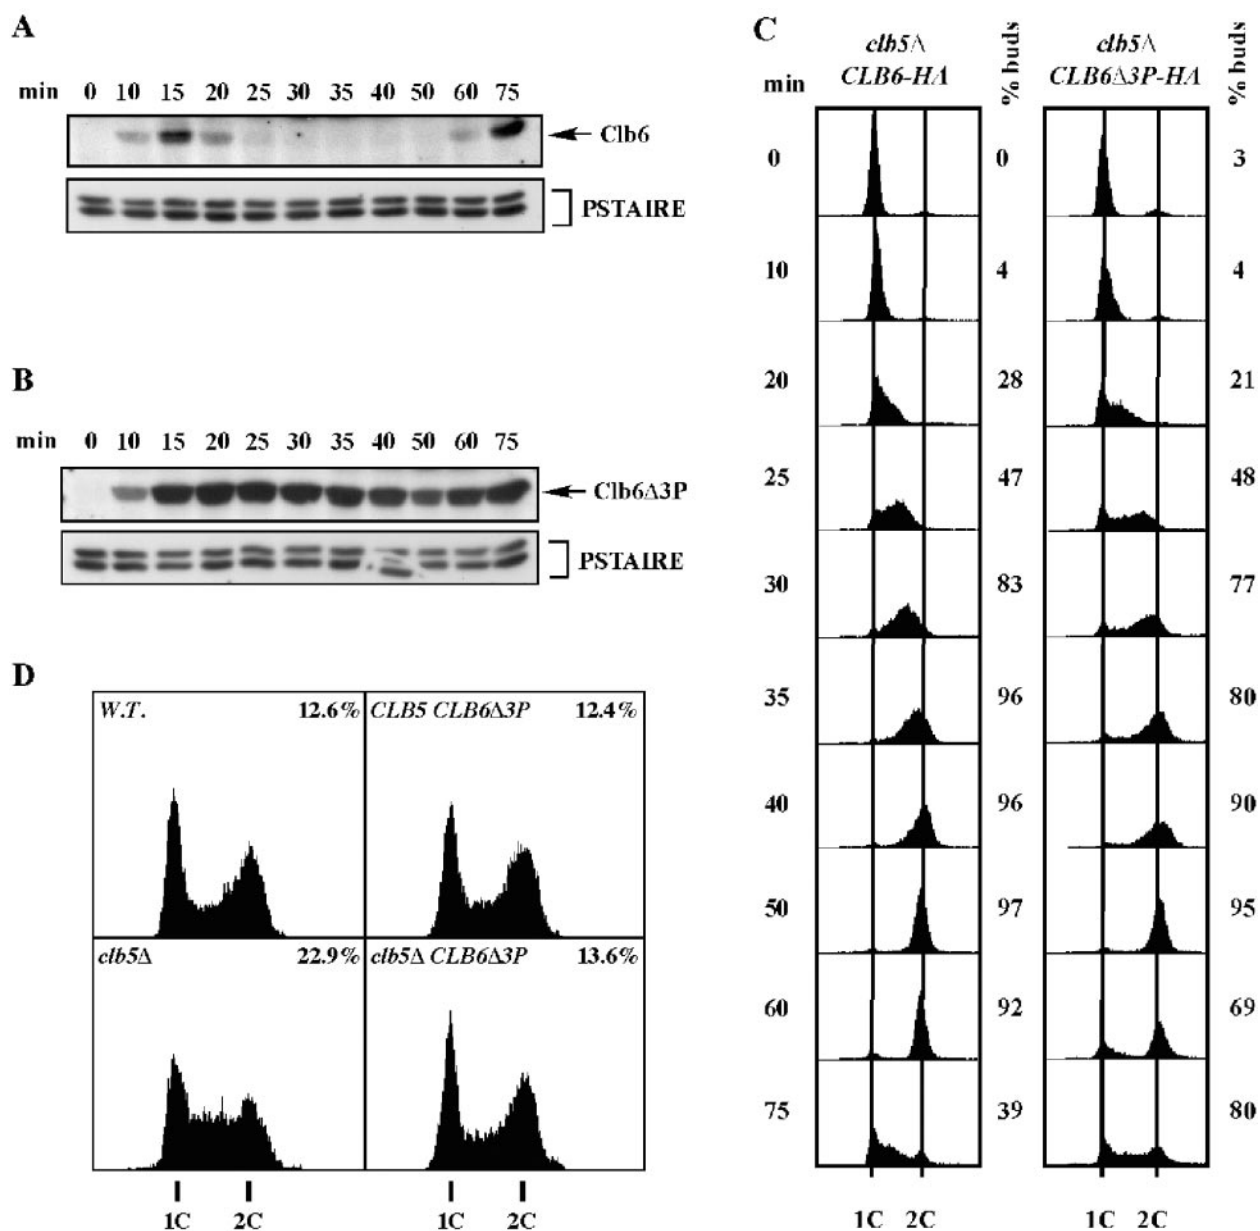 A
min 0 10 15 20 25 30 35 40 50 60 75
Clb6
PSTAIRE
B
min 0 10 15 20 25 30 35 40 50 60 75
Clb6Δ3P
PSTAIRE
D
W.T. 12.6%
CLB5 CLB6Δ3P 12.4%
clb5Δ 22.9%
clb5Δ CLB6Δ3P 13.6%
1C 2C 1C 2C
C
clb5Δ
CLB6-HA
% buds
clb5Δ
CLB6Δ3P-HA
% buds
min
0 0 3
10 4 4
20 28 21
25 47 48
30 83 77
35 96 80
40 96 90
50 97 95
60 92 69
75 39 80
1C 2C 1C 2C